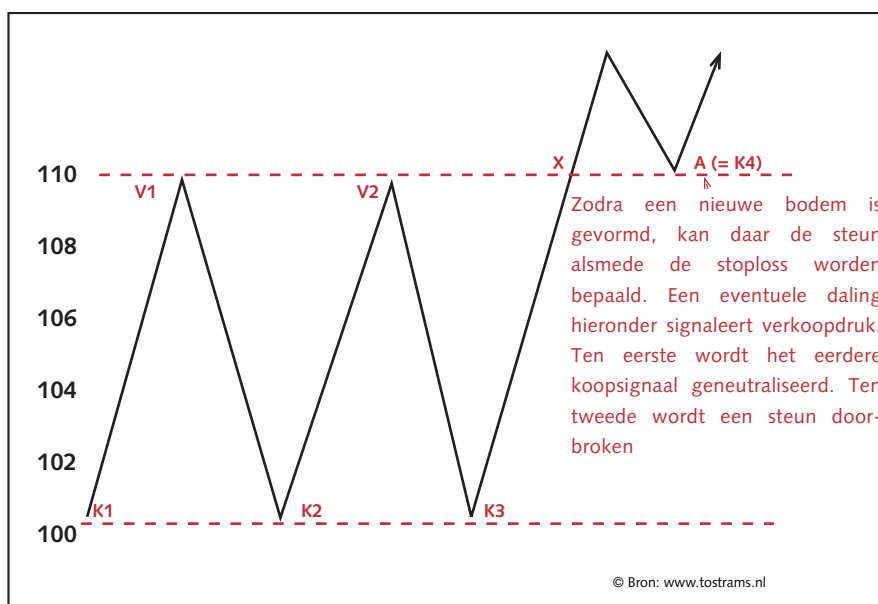 X
A (= K4)
110
V1
V2
Zodra een nieuwe bodem is
gevormd, kan daar de steun
alsmede de stoploss worden
bepaald. Een eventuele daling
hieronder signaleert verkoopdruk.
Ten eerste wordt het eerdere
koopsignaal geneutraliseerd. Ten
tweede wordt een steun door-
broken
108
106
104
102
K1
K2
K3
100
© Bron: www.tostrams.nl